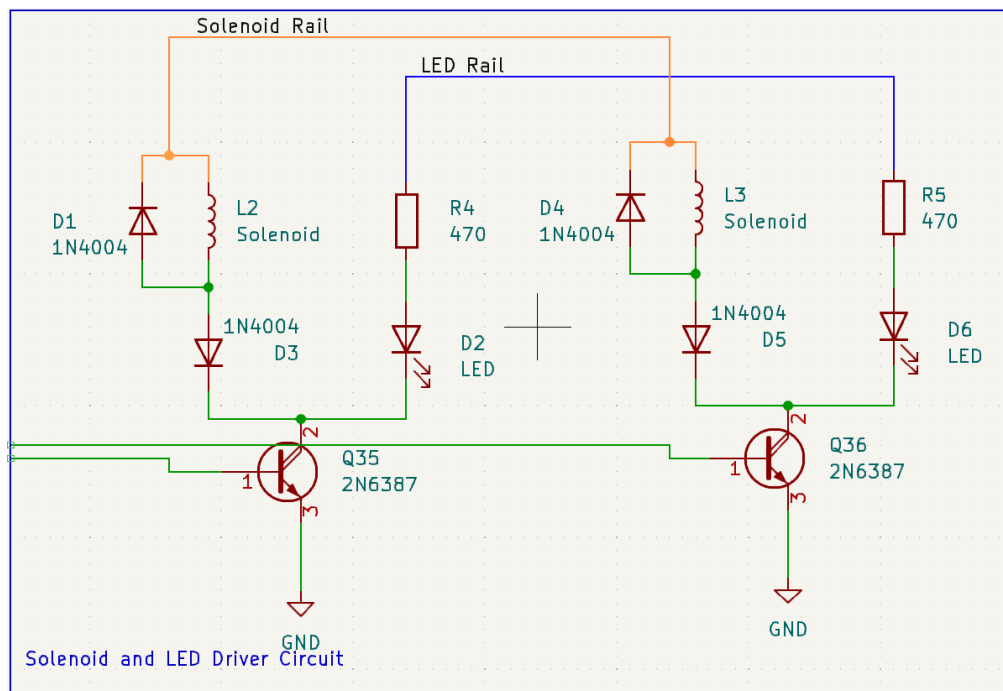 Solenoid Rail
LED Rail
D1
1N4004
L2
Solenoid
R4
470
D4
1N4004
L3
Solenoid
R5
470
1N4004
D3
D2
LED
1N4004
D5
D6
LED
2
1
3
Q35
2N6387
2
1
3
Q36
2N6387
GND
GND
Solenoid and LED Driver Circuit